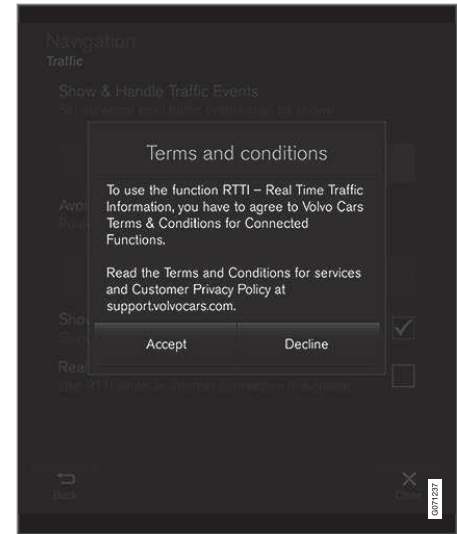 Navigation
Traffic
Show & Handle Traffic Events
Terms and conditions
To use the function RTTI – Real Time Traffic
Information, you have to agree to Volvo Cars
Terms & Conditions for Connected
Functions.
Read the Terms and Conditions for services
and Customer Privacy Policy at
support.volvocars.com.
Accept
Decline
Back
Close
G071237